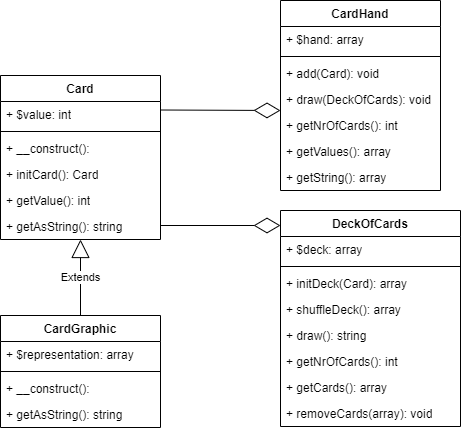 CardHand
+ $hand: array
+ add(Card): void
+ draw(DeckOfCards): void
+ getNrOfCards(): int
+ getValues(): array
+ getString(): array
Card
+ $value: int
+ __construct():
+ initCard(): Card
+ getValue(): int
+ getAsString(): string
DeckOfCards
+ $deck: array
+ initDeck(Card): array
+ shuffleDeck(): array
+ draw(): string
+ getNrOfCards(): int
+ getCards(): array
+ removeCards(array): void
Extends
CardGraphic
+ $representation: array
+ __construct():
+ getAsString(): string